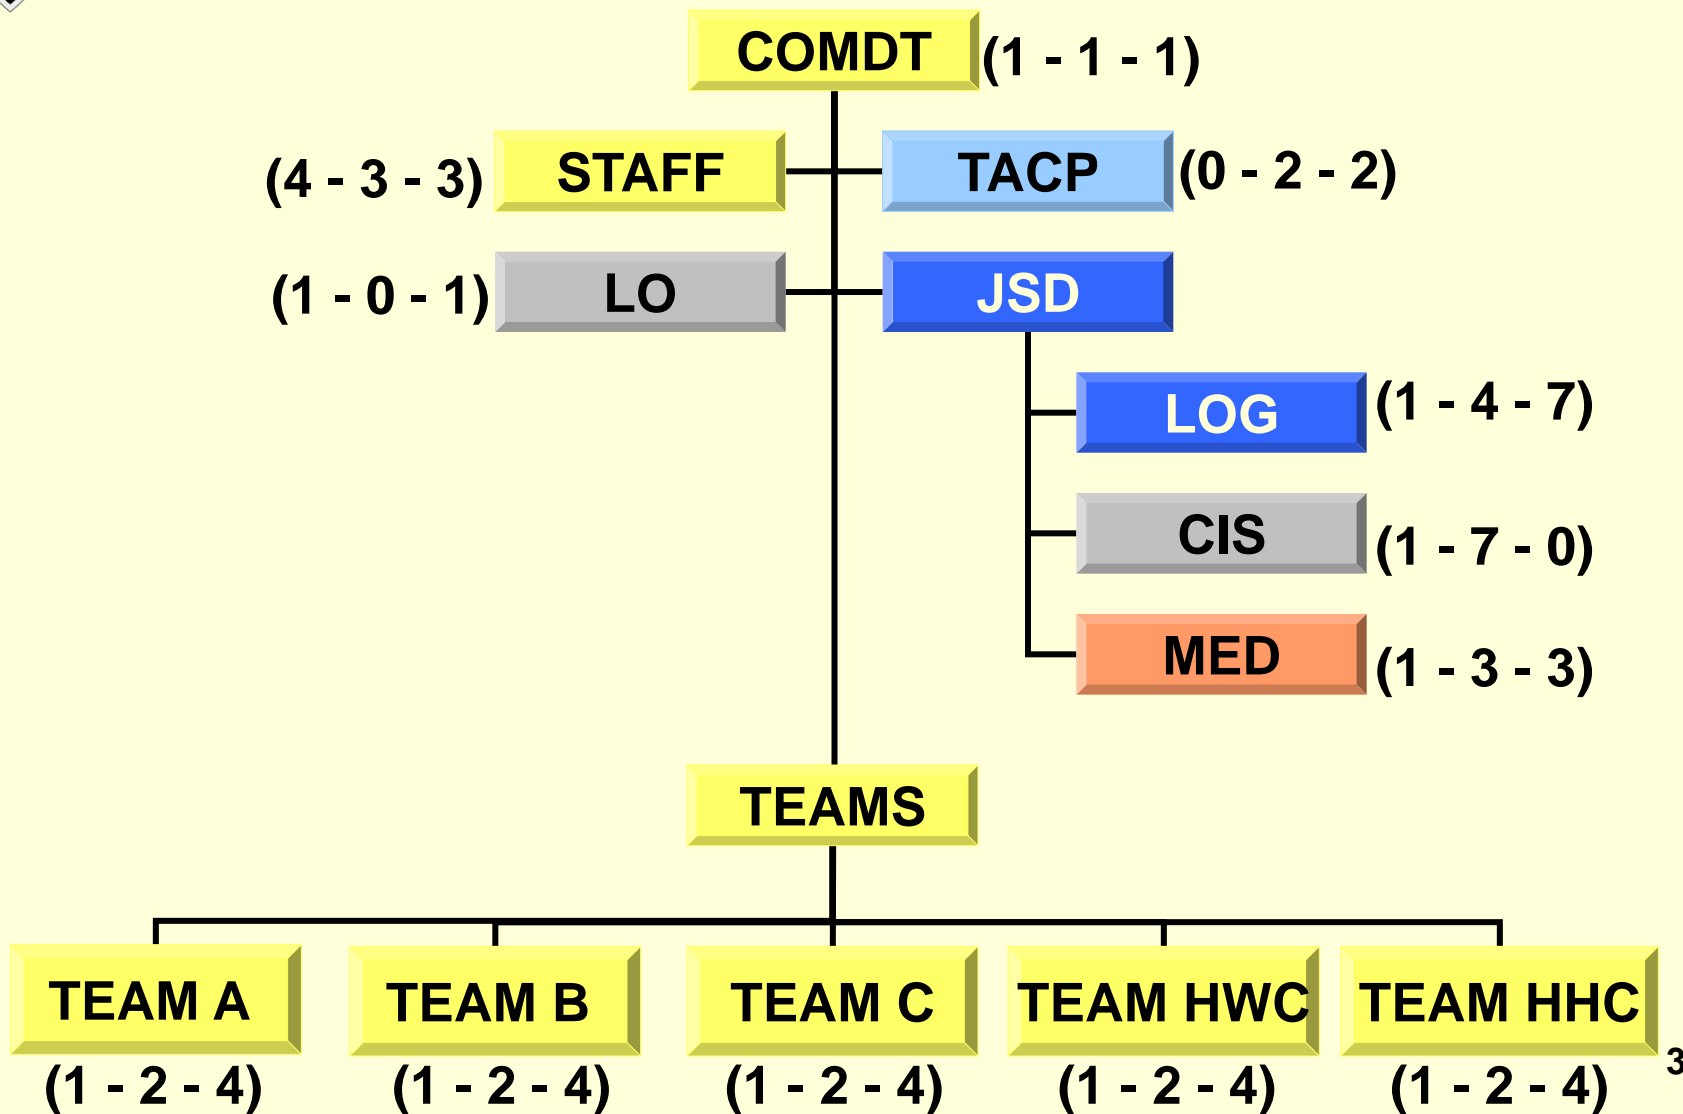 COMDT (1 - 1 - 1)
(4 - 3 - 3) STAFF TACP (0 - 2 - 2)
(1 - 0 - 1) LO JSD
LOG (1 - 4 - 7)
CIS (1 - 7 - 0)
MED (1 - 3 - 3)
TEAMS
TEAM A TEAM B TEAM C TEAM HWC TEAM HHC
(1 - 2 - 4) (1 - 2 - 4) (1 - 2 - 4) (1 - 2 - 4) (1 - 2 - 4)
3